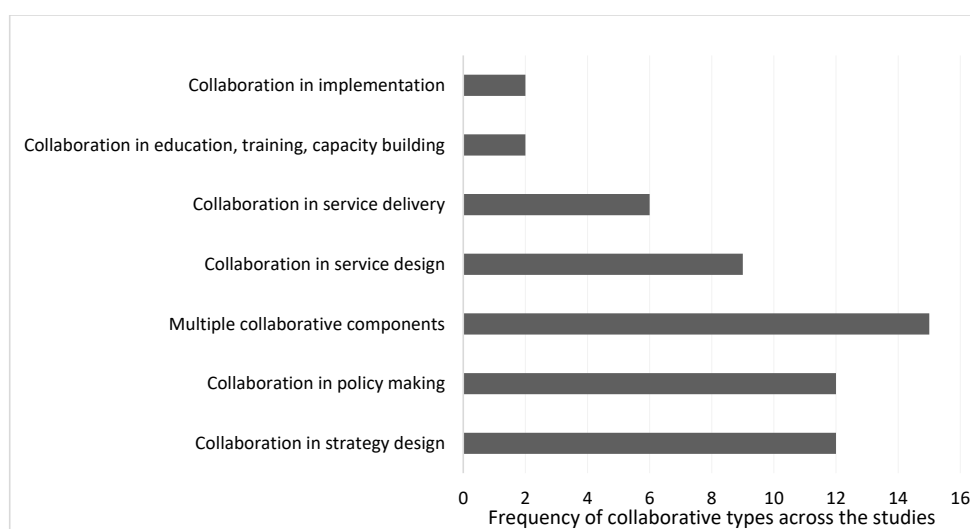 Collaboration in implementation
Collaboration in education, training, capacity building
Collaboration in service delivery
Collaboration in service design
Multiple collaborative components
Collaboration in policy making
Collaboration in strategy design
0 2 4 6 8 10 12 14 16
Frequency of collaborative types across the studies